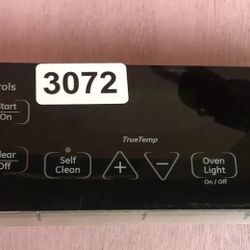 rols
3072
Start
On
TrueTemp
lear
Off
Self
Clean
+
−
Oven
Light
On / Off